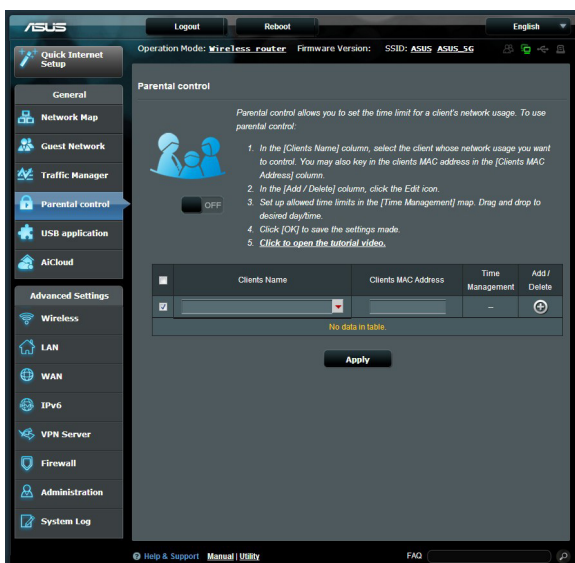 ASUS
Logout
Reboot
English
Quick Internet
Setup
Operation Mode: Wireless router Firmware Version: SSID: ASUS ASUS_5G
General
Network Map
Guest Network
Traffic Manager
Parental control
USB application
AiCloud
Advanced Settings
Wireless
LAN
WAN
IPv6
VPN Server
Firewall
Administration
System Log
Parental control
Parental control allows you to set the time limit for a client's network usage. To use
parental control:
1. In the [Clients Name] column, select the client whose network usage you want
to control. You may also key in the clients MAC address in the [Clients MAC
Address] column.
2. In the [Add / Delete] column, click the Edit icon.
3. Set up allowed time limits in the [Time Management] map. Drag and drop to
desired day/time.
4. Click [OK] to save the settings made.
5. Click to open the tutorial video.
OFF
Clients Name
Clients MAC Address
Time
Management
Add /
Delete
--
No data in table.
Apply
Help & Support Manual | Utility
FAQ